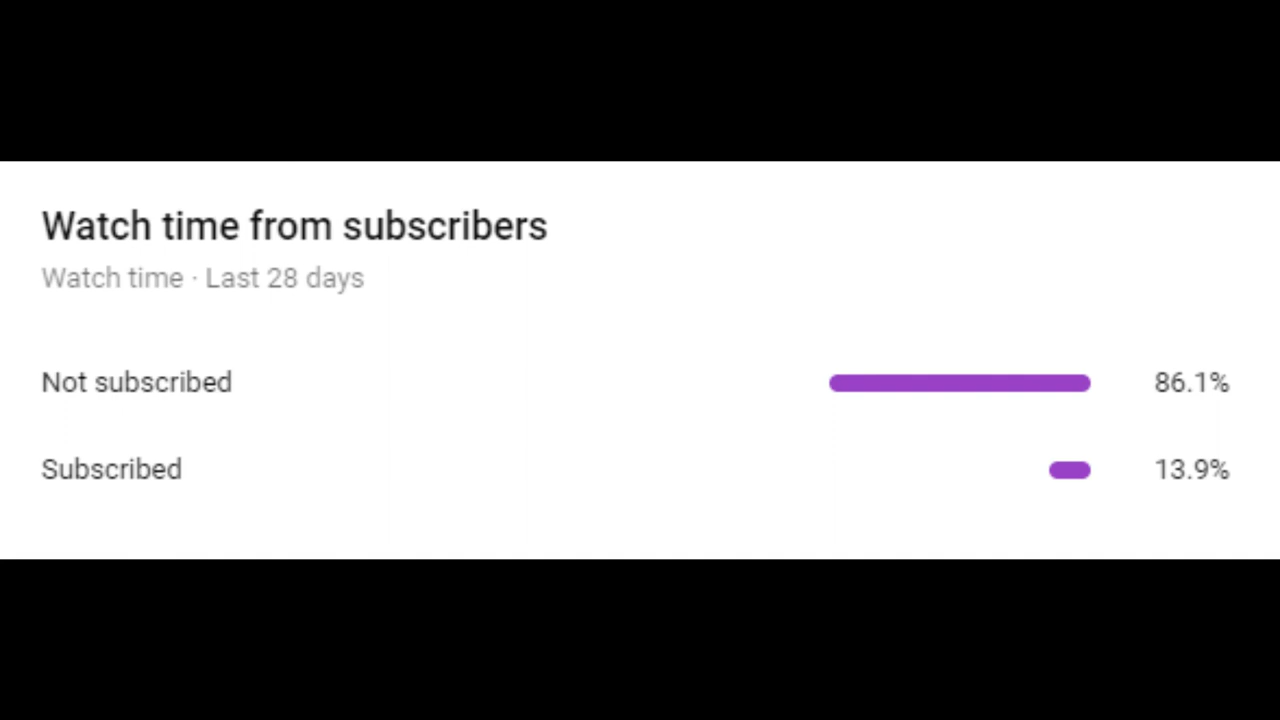 Watch time from subscribers
Watch time · Last 28 days
Not subscribed 86.1%
Subscribed 13.9%